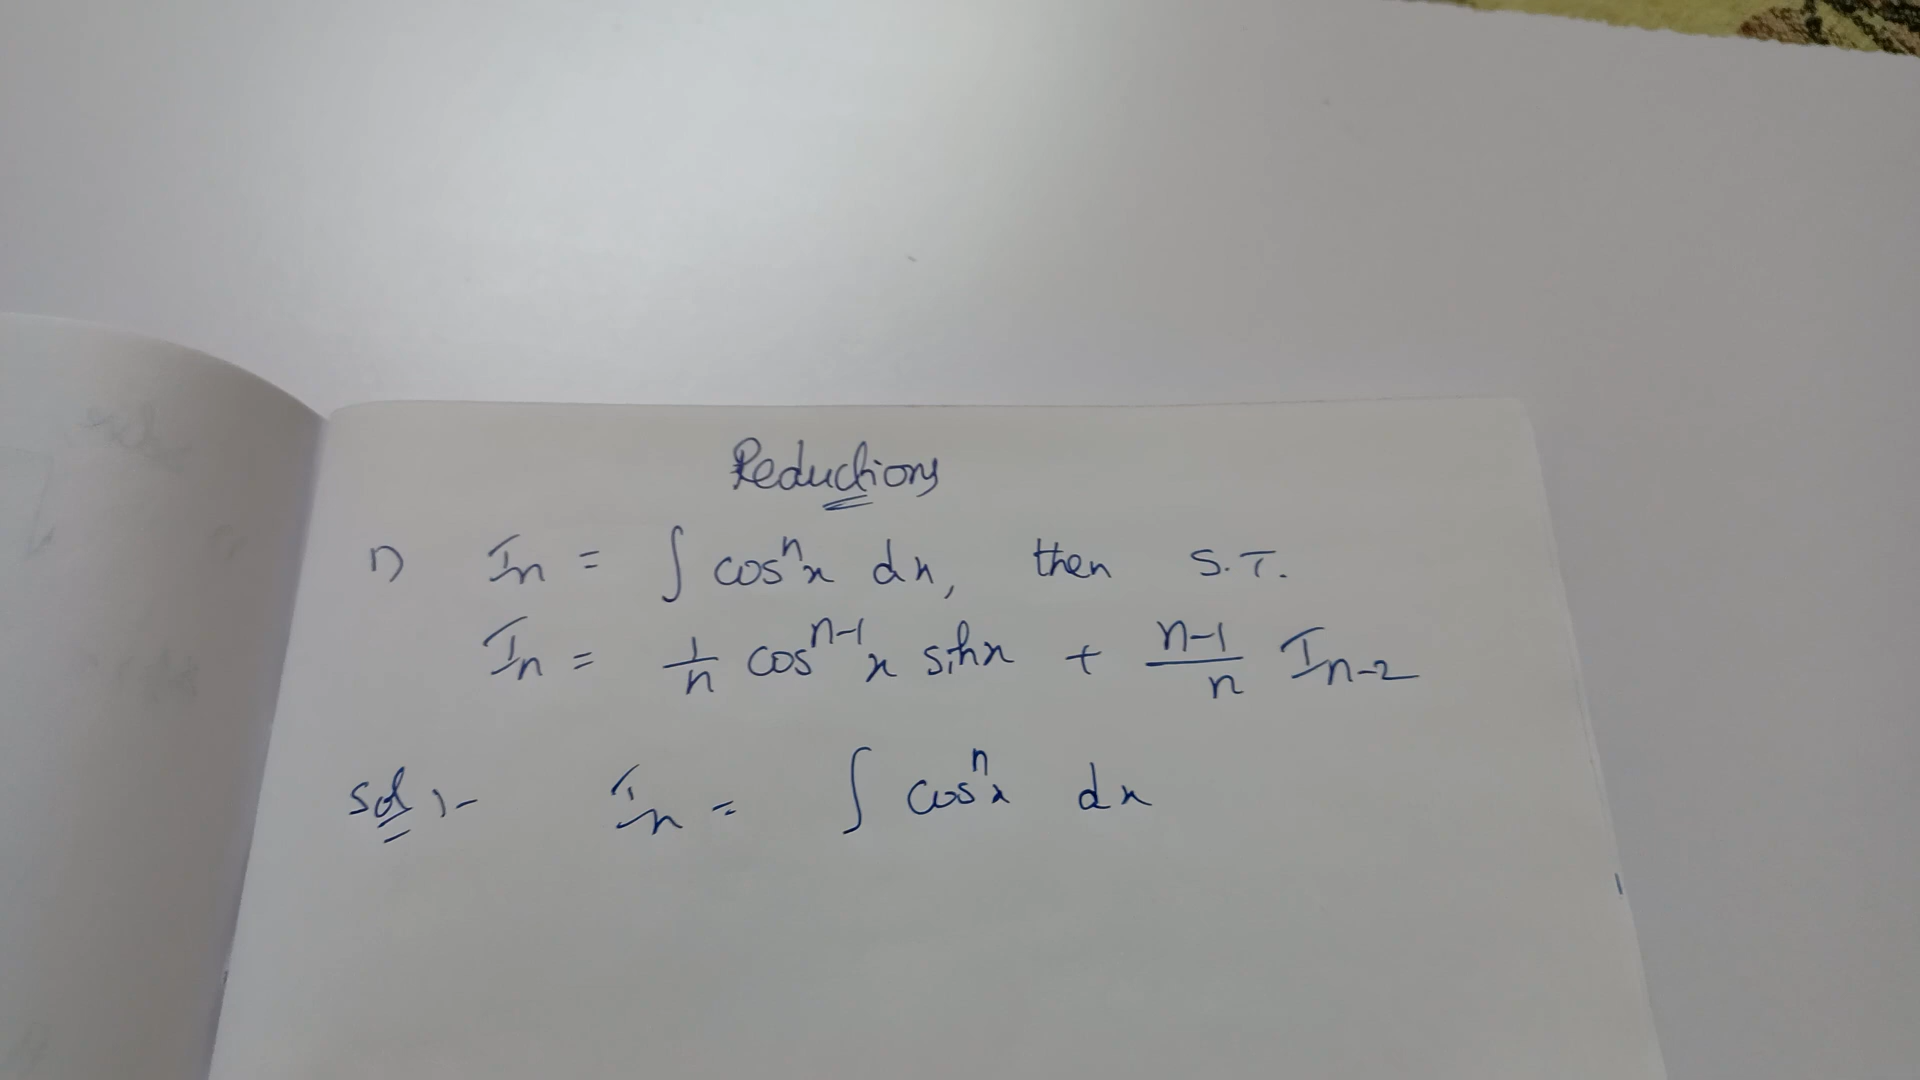 Reductions
1) Iₙ = ∫ cosⁿx dx, then S.T.
Iₙ = 1/n cosⁿ⁻¹x sinx + (n-1)/n Iₙ₋₂
Sol :- Iₙ = ∫ cosⁿx dx